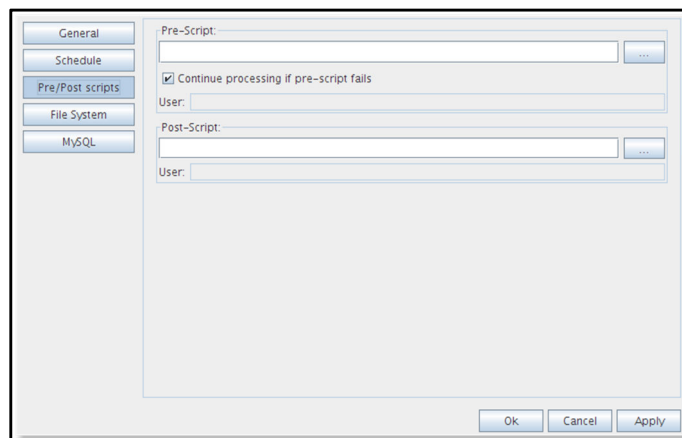 General
Schedule
Pre/Post scripts
File System
MySQL
Pre-Script:
...
Continue processing if pre-script fails
User:
Post-Script:
...
User:
Ok
Cancel
Apply